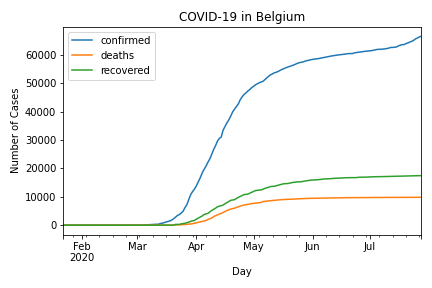 COVID-19 in Belgium
confirmed
deaths
recovered
Number of Cases
60000
50000
40000
30000
20000
10000
0
Feb
2020
Mar
Apr
May
Jun
Jul
Day